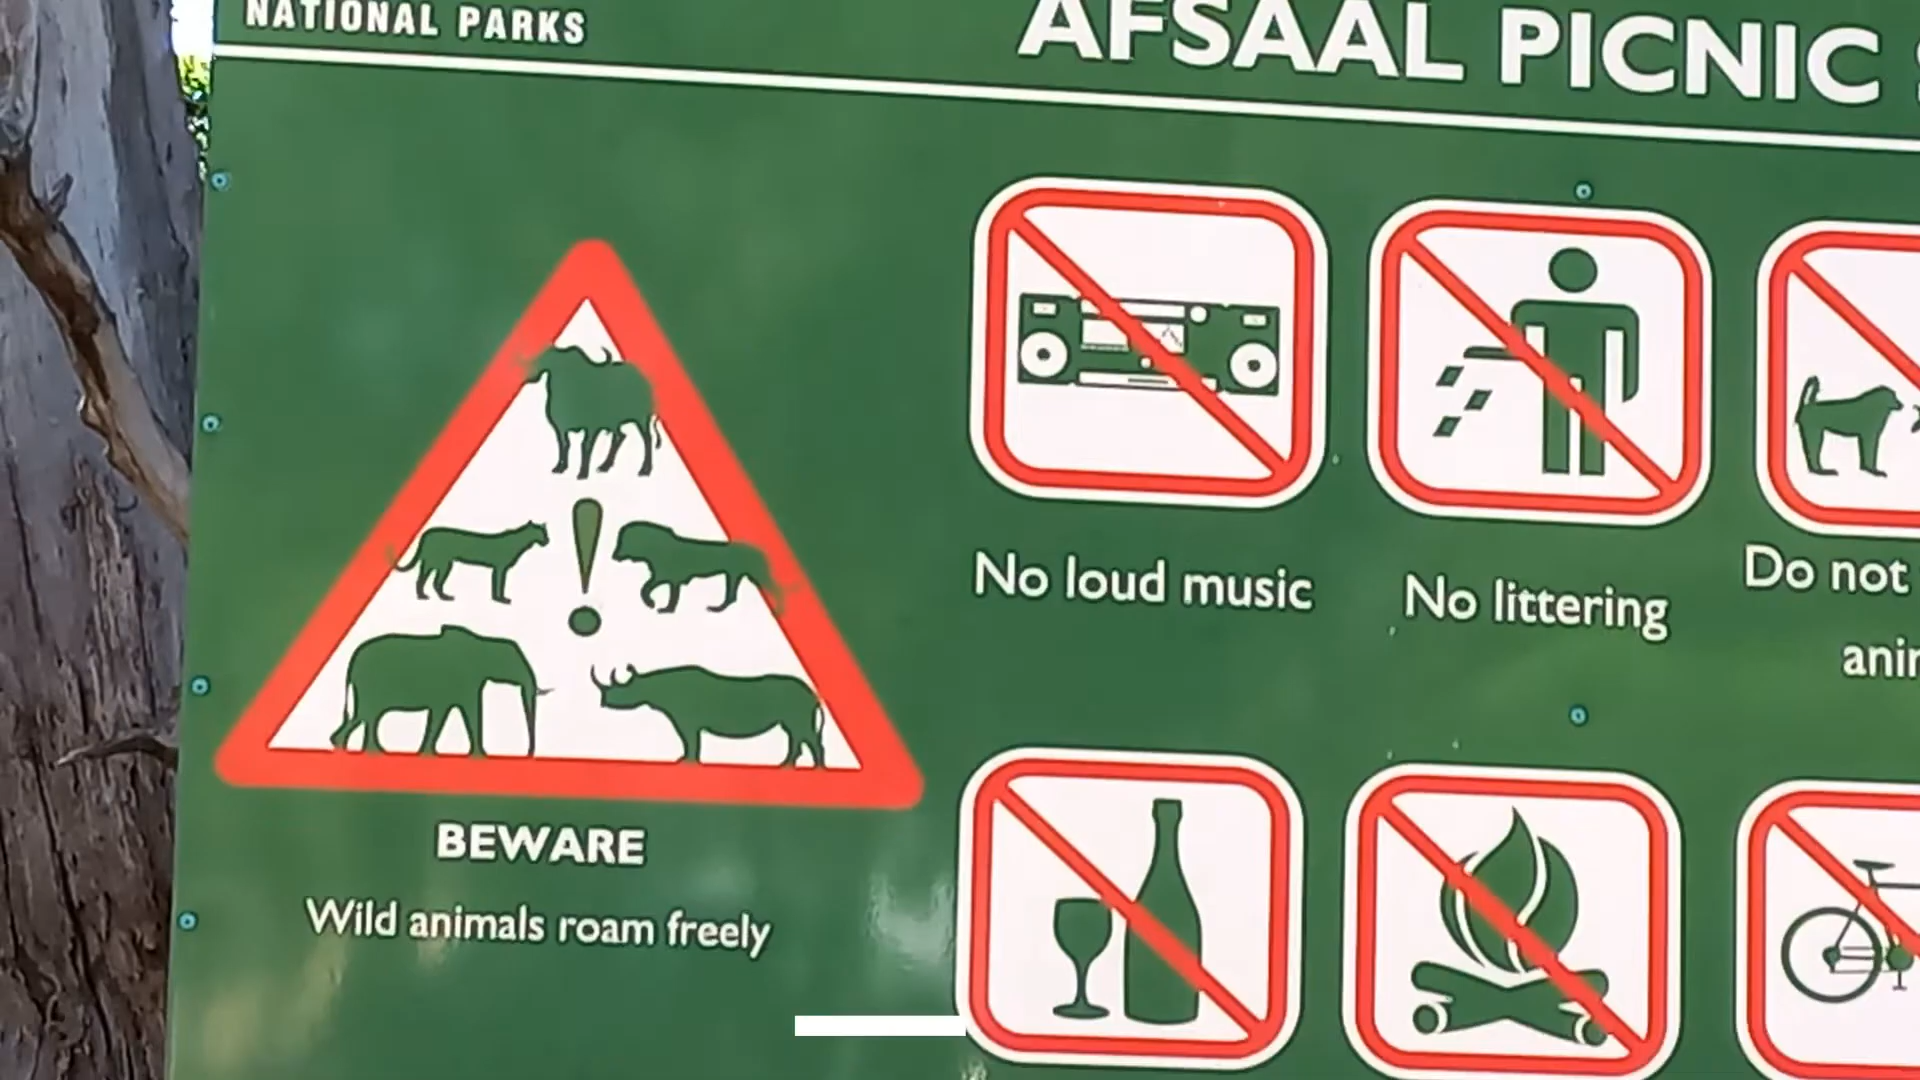 NATIONAL PARKS
AFSAAL PICNIC
No loud music
No littering
Do not
BEWARE
Wild animals roam freely